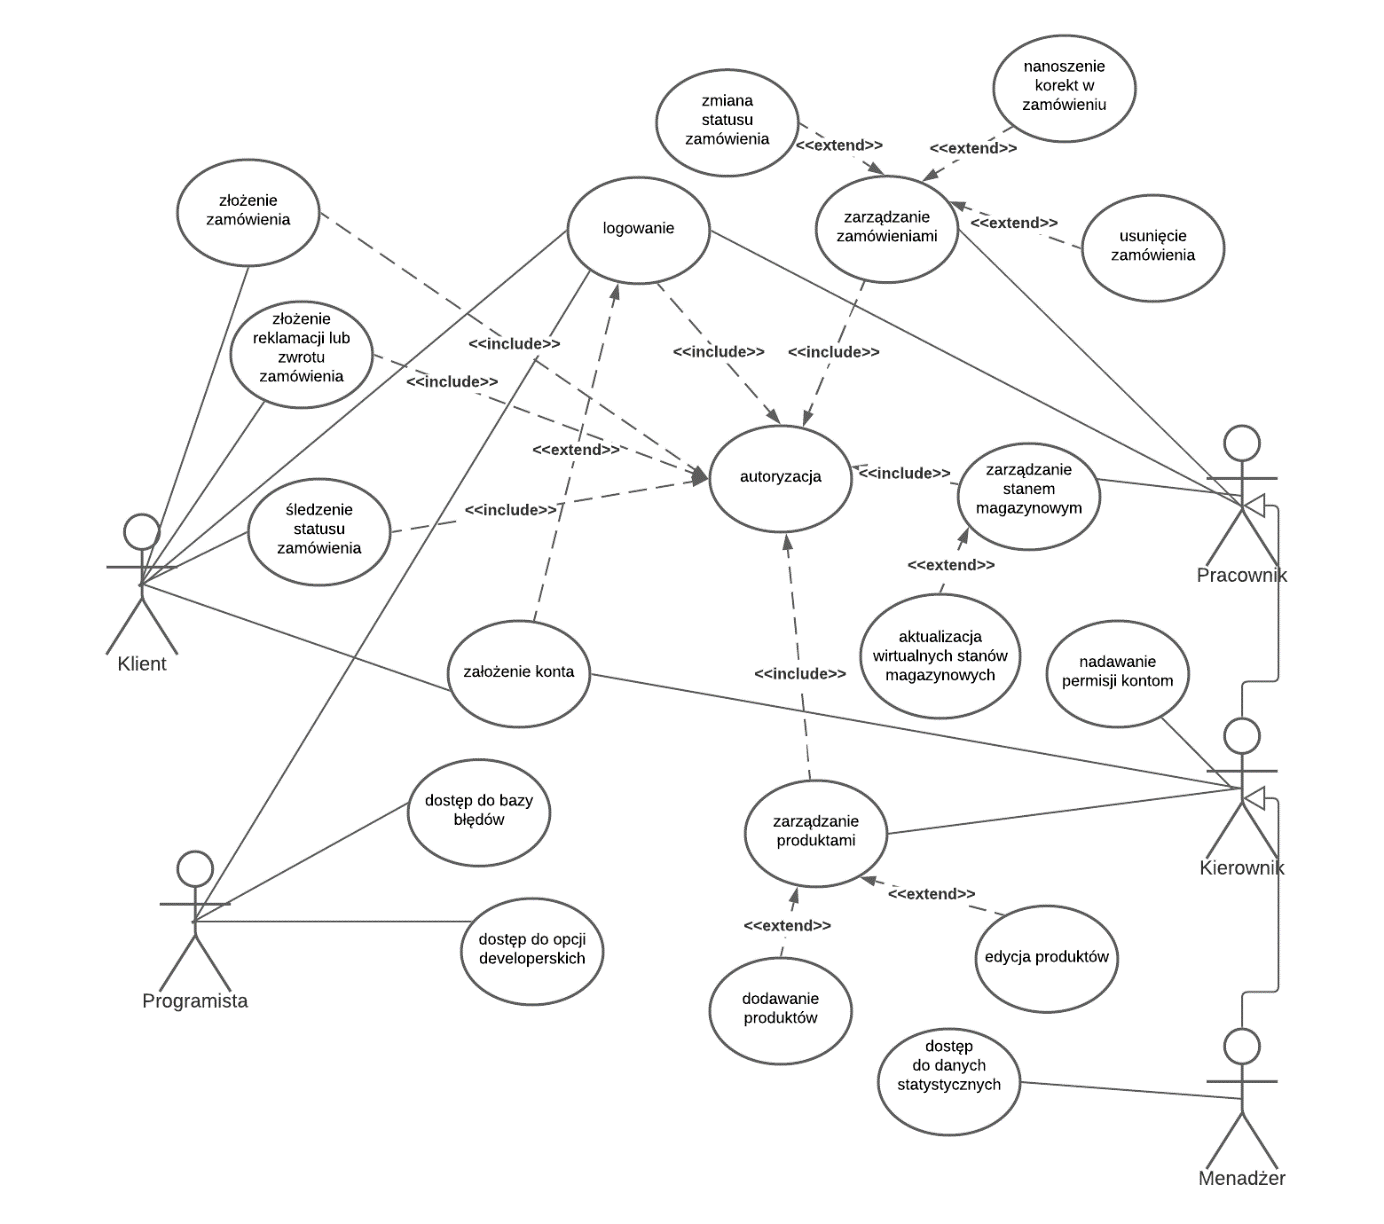 nanoszenie
korekt w
zamówieniu
zmiana
statusu
zamówienia
<<extend>>
<<extend>>
złożenie
zamówienia
logowanie
zarządzanie
zamówieniami
<<extend>>
usunięcie
zamówienia
złożenie
reklamacji lub
zwrotu
zamówienia
<<include>>
<<include>>
<<include>>
<<include>>
<<extend>>
autoryzacja
<<include>>
zarządzanie
stanem
magazynowym
śledzenie
statusu
zamówienia
<<include>>
<<extend>>
Pracownik
Klient
założenie konta
<<include>>
aktualizacja
wirtualnych stanów
magazynowych
nadawanie
permisji kontom
dostęp do bazy
błędów
zarządzanie
produktami
Kierownik
<<extend>>
<<extend>>
dostęp do opcji
developerskich
edycja produktów
Programista
dodawanie
produktów
dostęp
do danych
statystycznych
Menadżer